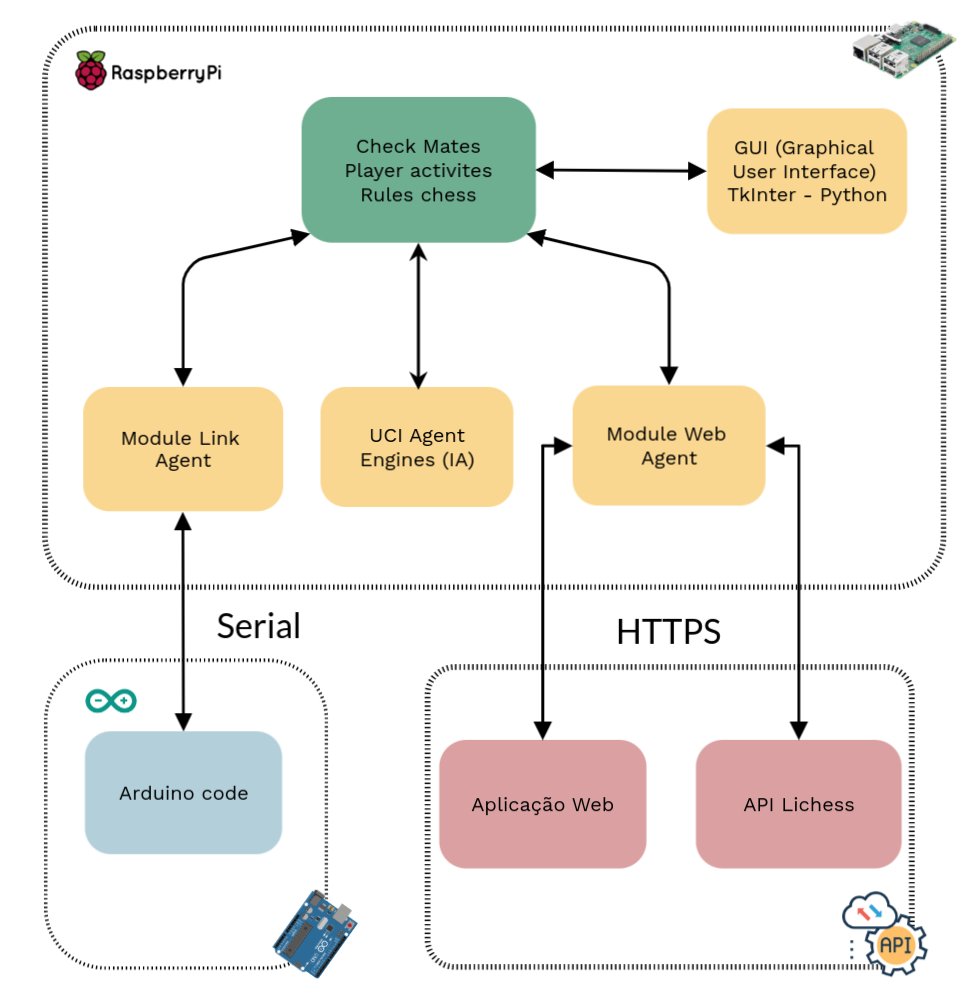 RaspberryPi
Check Mates
Player activites
Rules chess
GUI (Graphical
User Interface)
TkInter - Python
Module Link
Agent
UCI Agent
Engines (IA)
Module Web
Agent
Serial
HTTPS
Arduino code
Aplicação Web
API Lichess
API